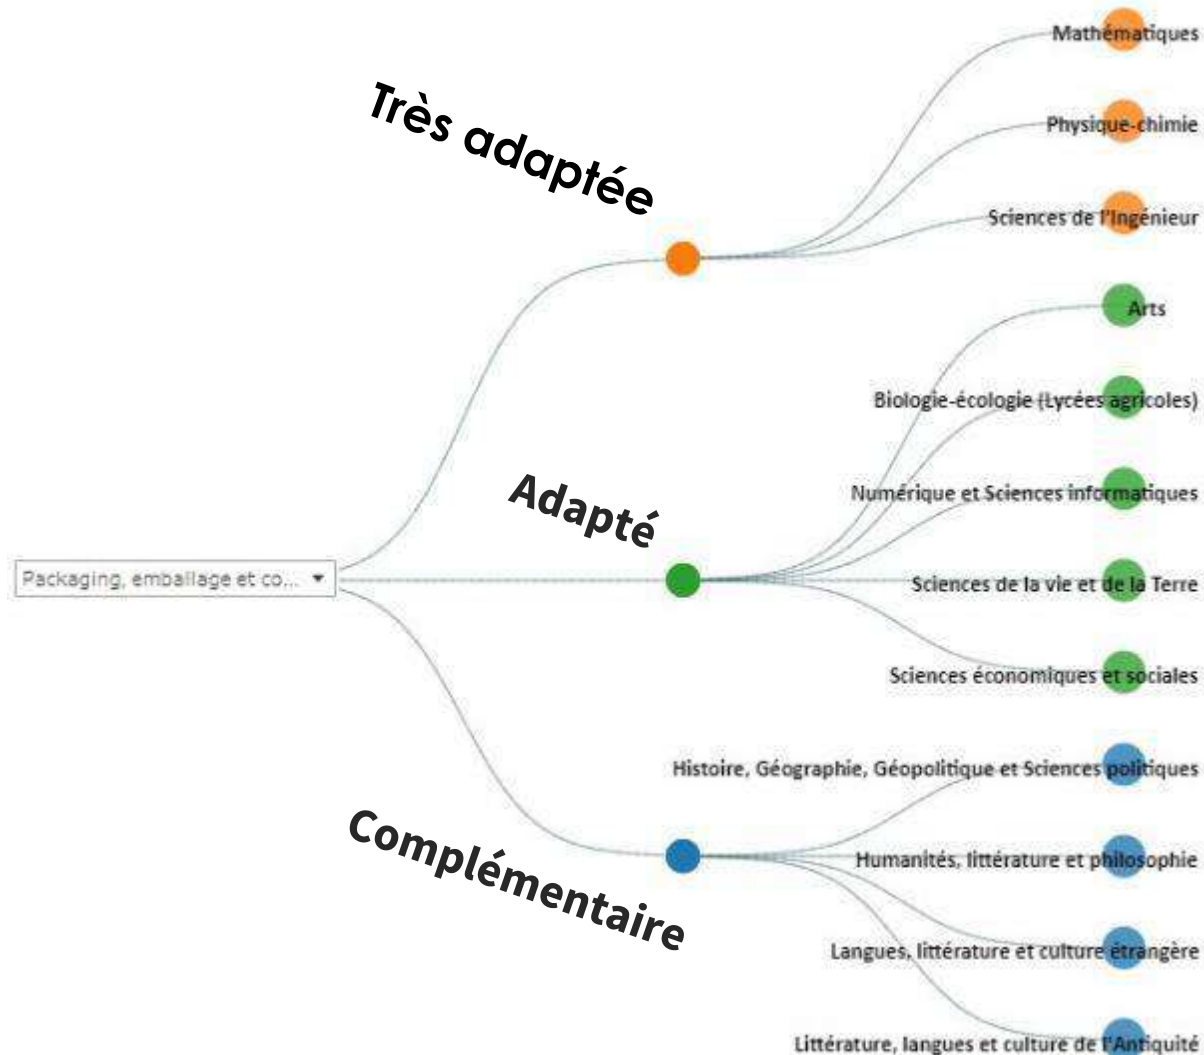 Mathématiques
Très adaptée
Physique-chimie
Sciences de l'Ingénieur
Arts
Biologie-écologie (Lycées agricoles)
Adapté
Numérique et Sciences informatiques
Packaging, emballage et co...
Sciences de la vie et de la Terre
Sciences économiques et sociales
Histoire, Géographie, Géopolitique et Sciences politiques
Complémentaire
Humanités, littérature et philosophie
Langues, littérature et culture étrangère
Littérature, langues et culture de l'Antiquité